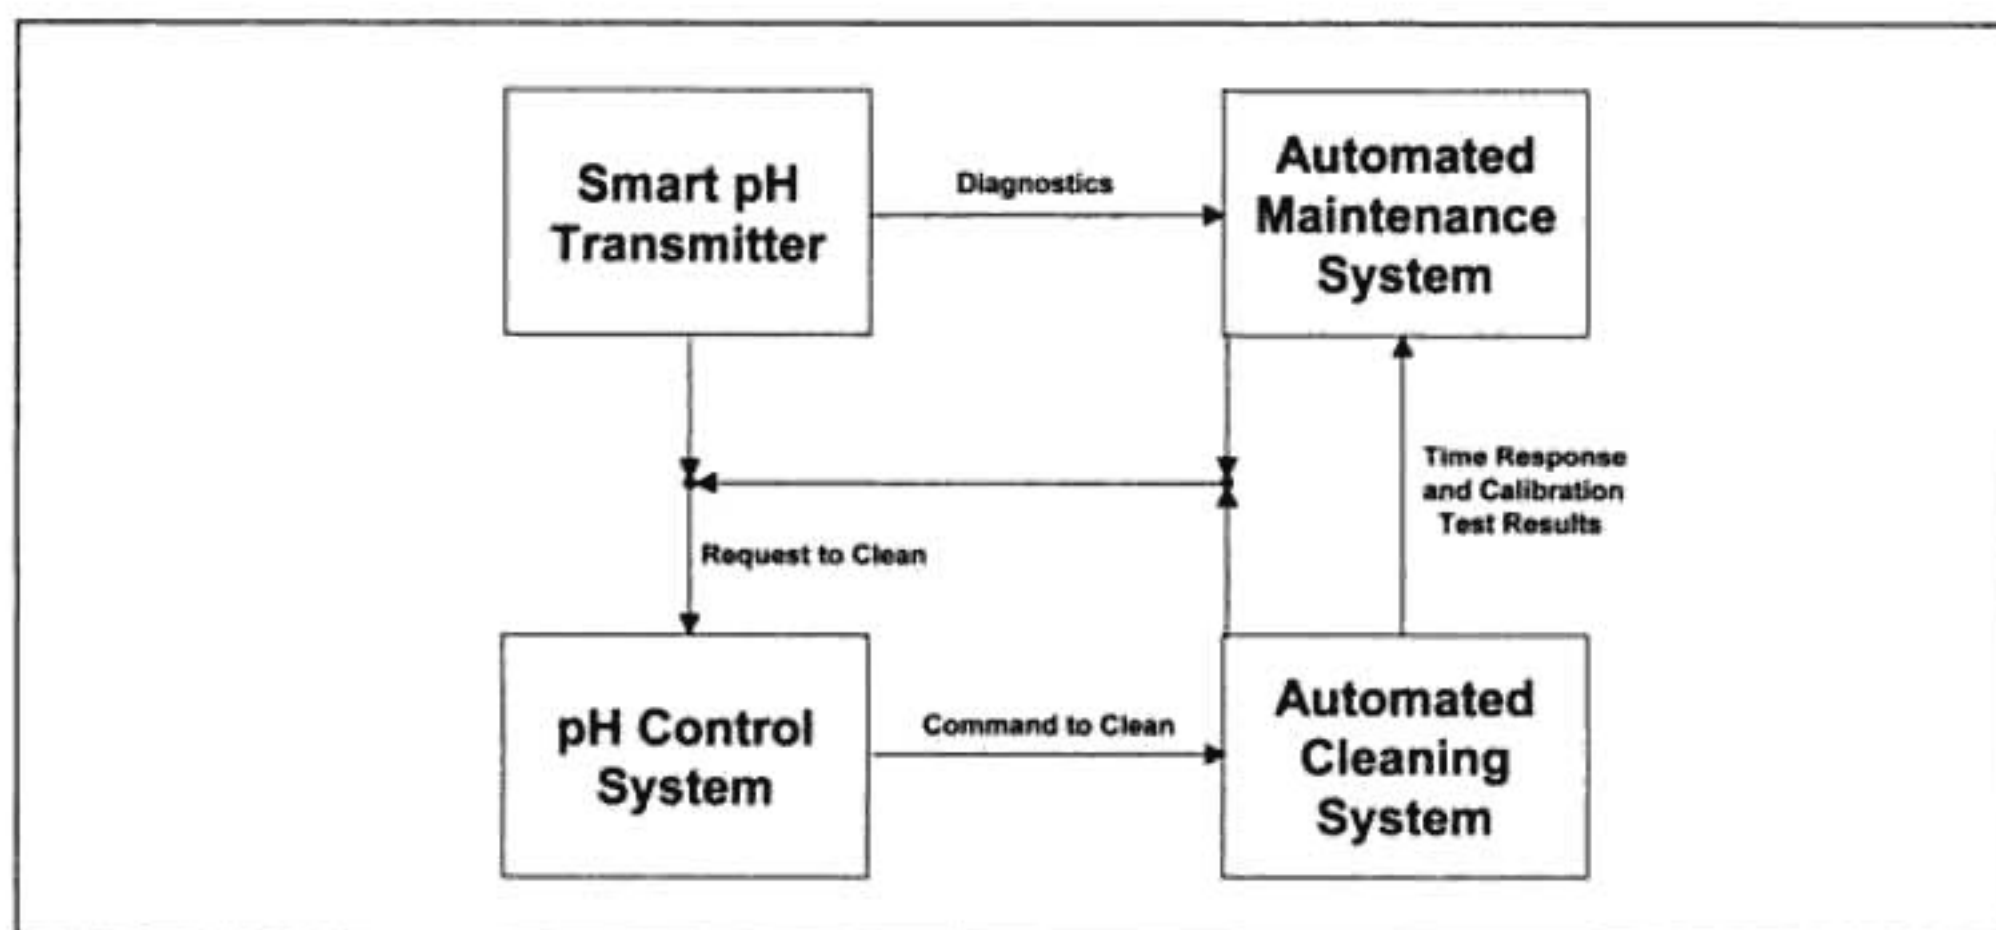 Smart pH
Transmitter
Diagnostics
Automated
Maintenance
System
Time Response
and Calibration
Test Results
Request to Clean
pH Control
System
Command to Clean
Automated
Cleaning
System